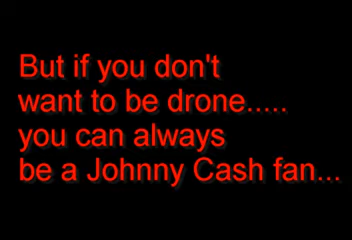 But if you don't
want to be drone.....
you can always
be a Johnny Cash fan...